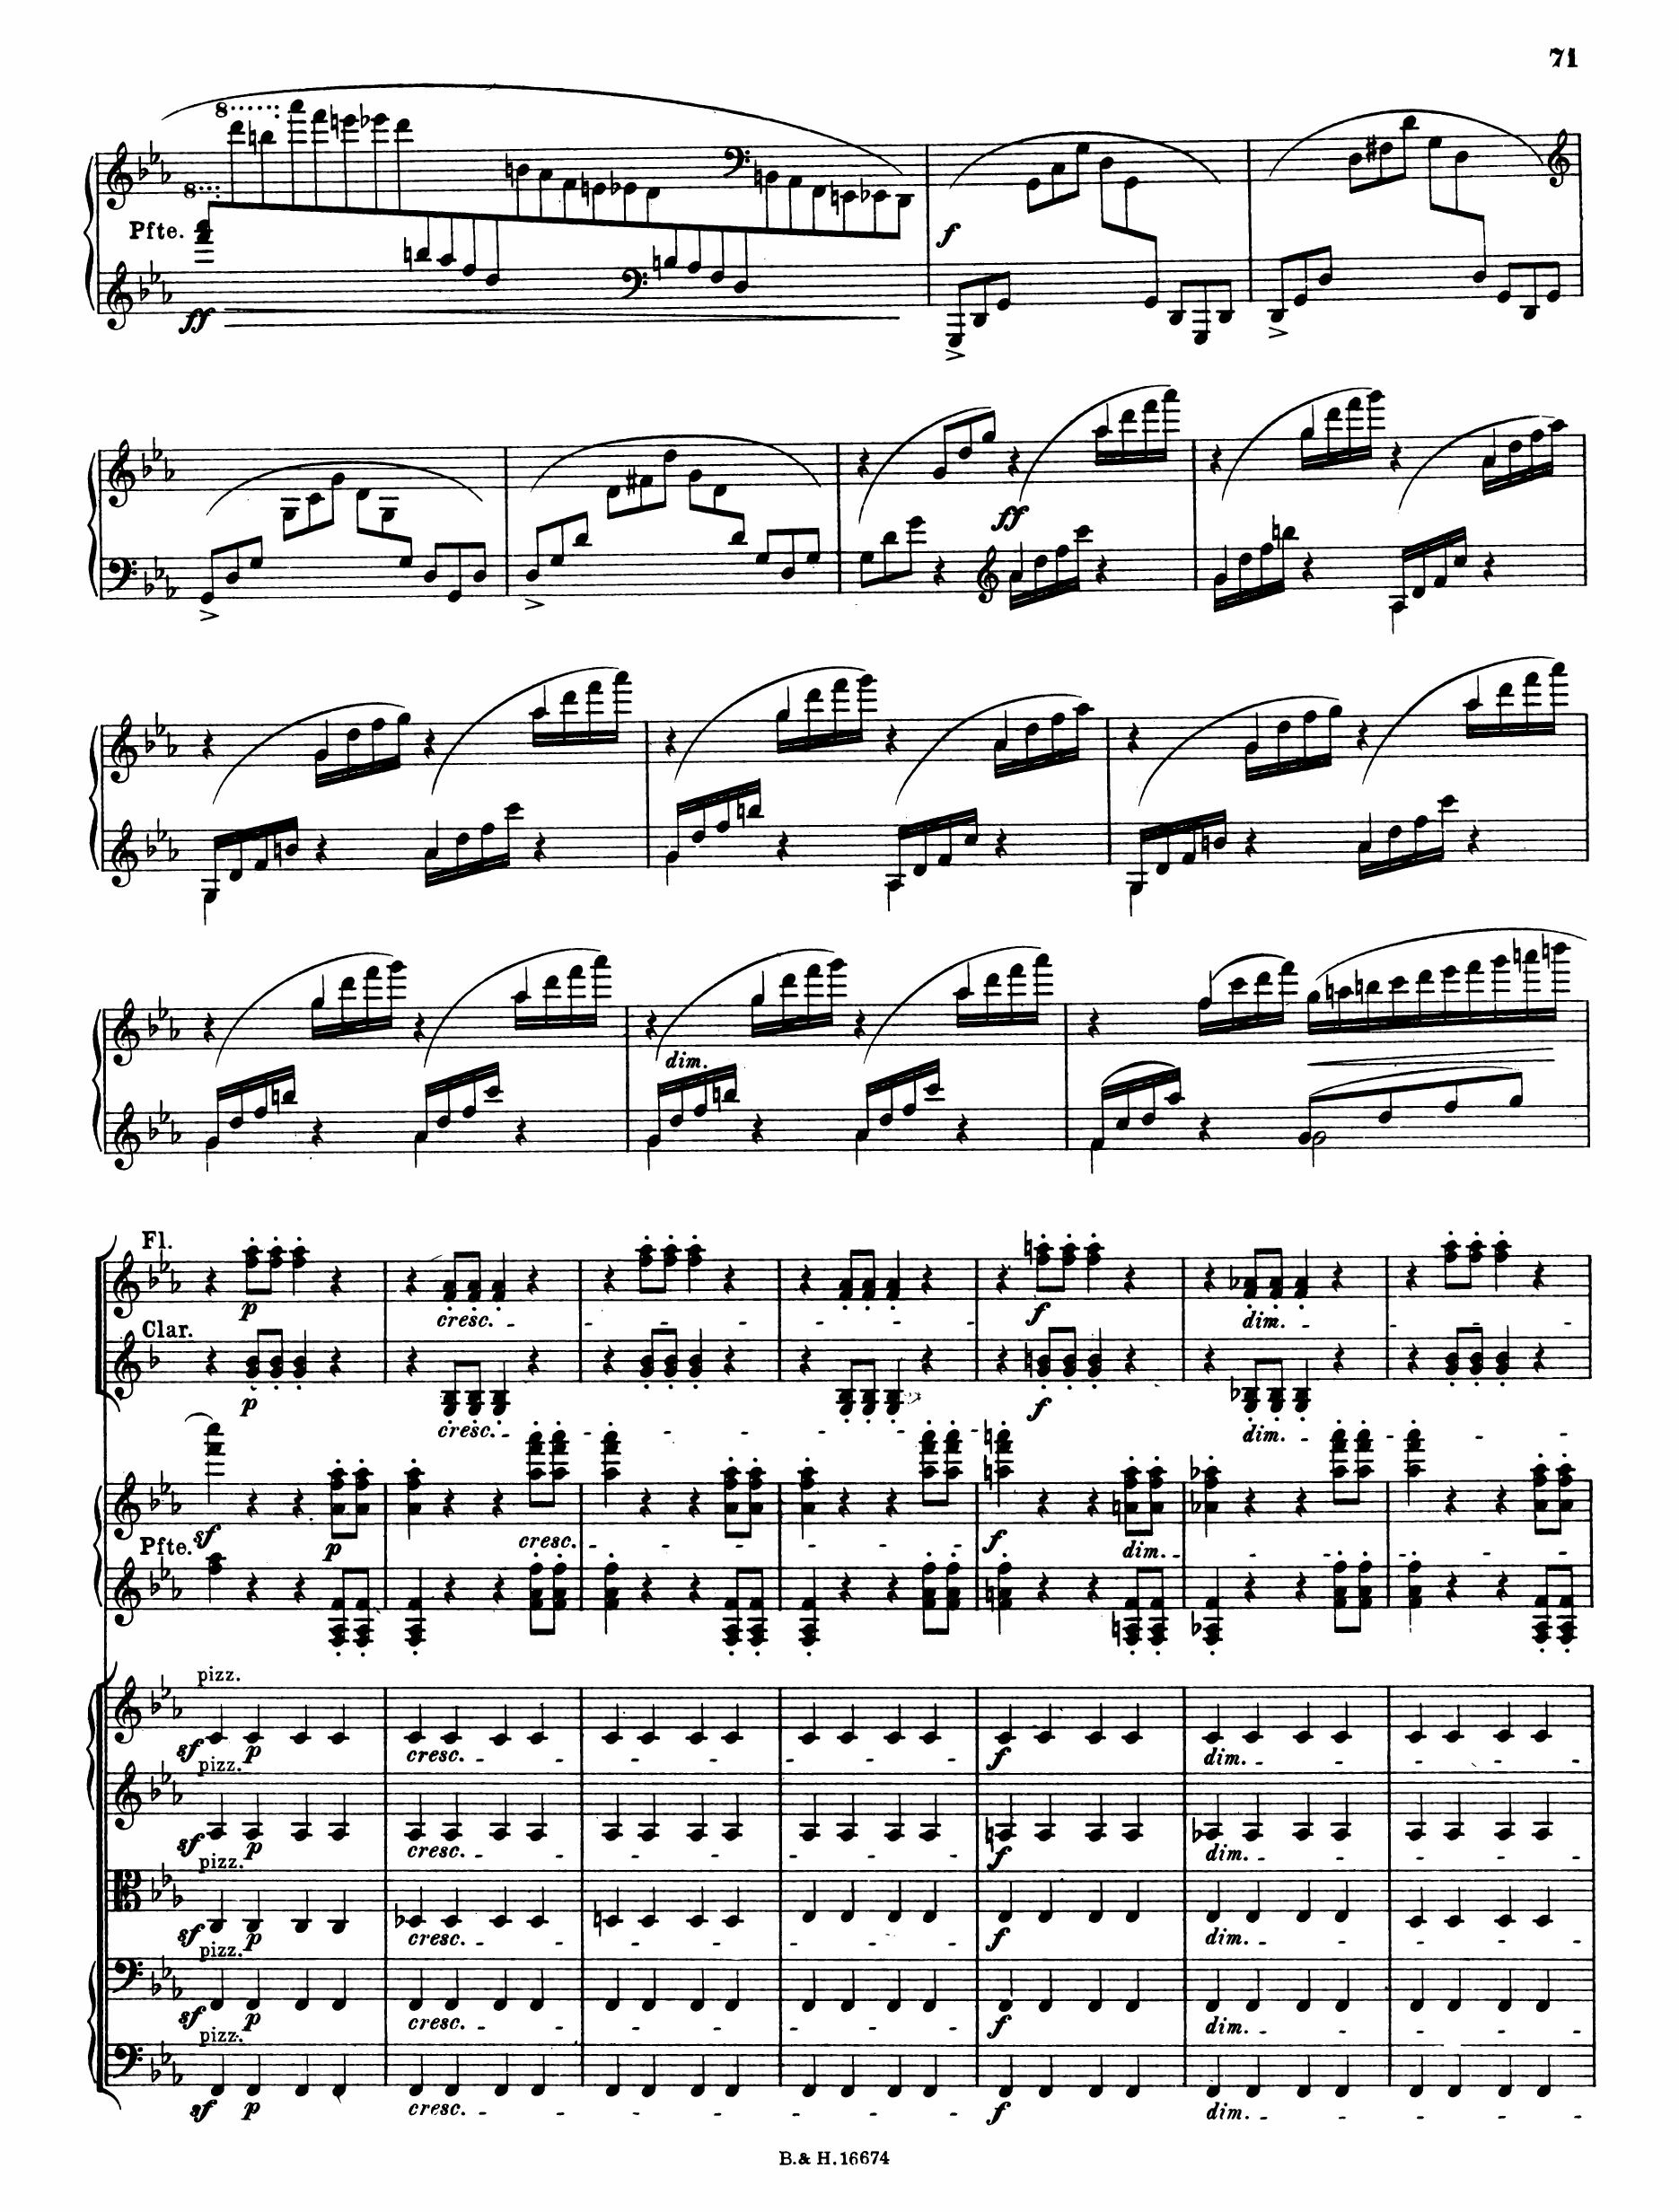 71
8
8
Pfte.
ff
f
ff
dim.
Fl.
p cresc. f dim.
Clar.
p cresc. f dim.
sf p cresc. f dim.
Pfte.
pizz.
sf p cresc. f dim.
pizz.
sf p cresc. f dim.
pizz.
sf p cresc. f dim.
pizz.
sf p cresc. f dim.
pizz.
sf p cresc. f dim.
B. & H. 16674